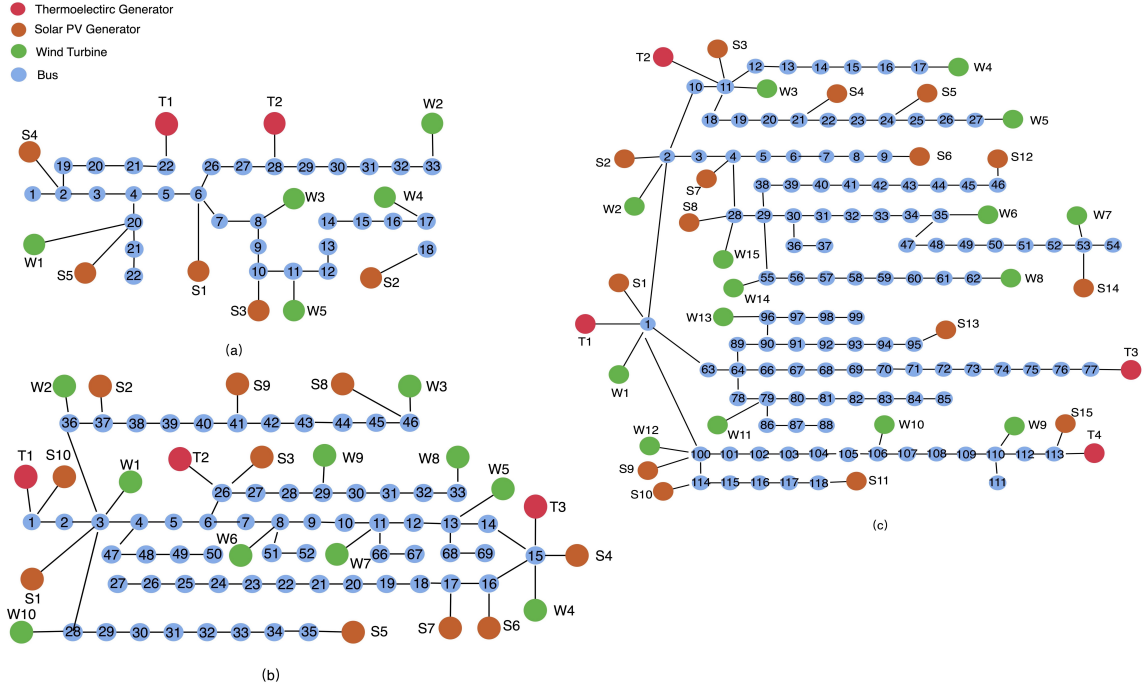 Thermoelectirc Generator
Solar PV Generator
Wind Turbine
Bus
T1 T2 W2
S4
26 27 28 29 30 31 32 33
19 20 21 22
1 2 3 4 5 6
W3 W4
20 7 8 14 15 16 17
W1 21 9 13 18
S5 22 S1 10 11 12 S2
S3 W5
(a)
W2 S2 S9 S8 W3
36 37 38 39 40 41 42 43 44 45 46
T1 S10 W1 T2 S3 W9 W8 W5
26 27 28 29 30 31 32 33
T3
1 2 3 4 5 6 7 8 9 10 11 12 13 14
47 48 49 50 W6 51 52 W7 66 67 68 69 15 S4
S1 27 26 25 24 23 22 21 20 19 18 17 16
W10 W4
28 29 30 31 32 33 34 35 S5 S7 S6
(b)
T2 S3
12 13 14 15 16 17 W4
10 11 W3 S4 S5
18 19 20 21 22 23 24 25 26 27 W5
S2 2 3 4 5 6 7 8 9 S6 S12
S7 38 39 40 41 42 43 44 45 46
W2 S8 28 29 30 31 32 33 34 35 W6 W7
36 37 47 48 49 50 51 52 53 54
W15
S1 55 56 57 58 59 60 61 62 W8 S14
W14
W13 96 97 98 99
T1 1 S13
89 90 91 92 93 94 95
T3
W1 63 64 66 67 68 69 70 71 72 73 74 75 76 77
78 79 80 81 82 83 84 85
W11 86 87 88 W10 W9 S15
W12 T4
100 101 102 103 104 105 106 107 108 109 110 112 113
S9
S10 114 115 116 117 118 S11 111
(c)